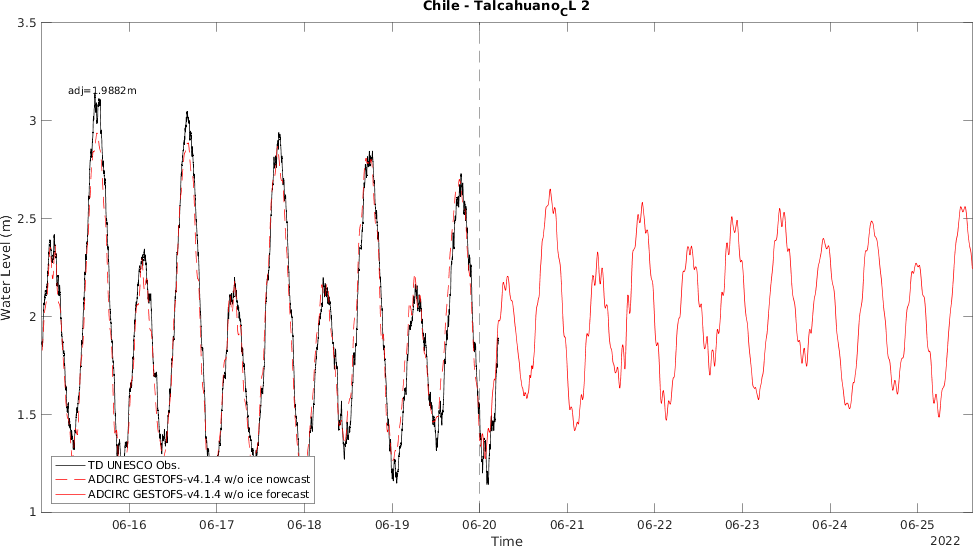 Chile - Talcahuano_CL 2
adj=1.9882m
Water Level (m)
3.5
3
2.5
2
1.5
1
TD UNESCO Obs.
ADCIRC GESTOFS-v4.1.4 w/o ice nowcast
ADCIRC GESTOFS-v4.1.4 w/o ice forecast
06-16 06-17 06-18 06-19 06-20 06-21 06-22 06-23 06-24 06-25
Time
2022